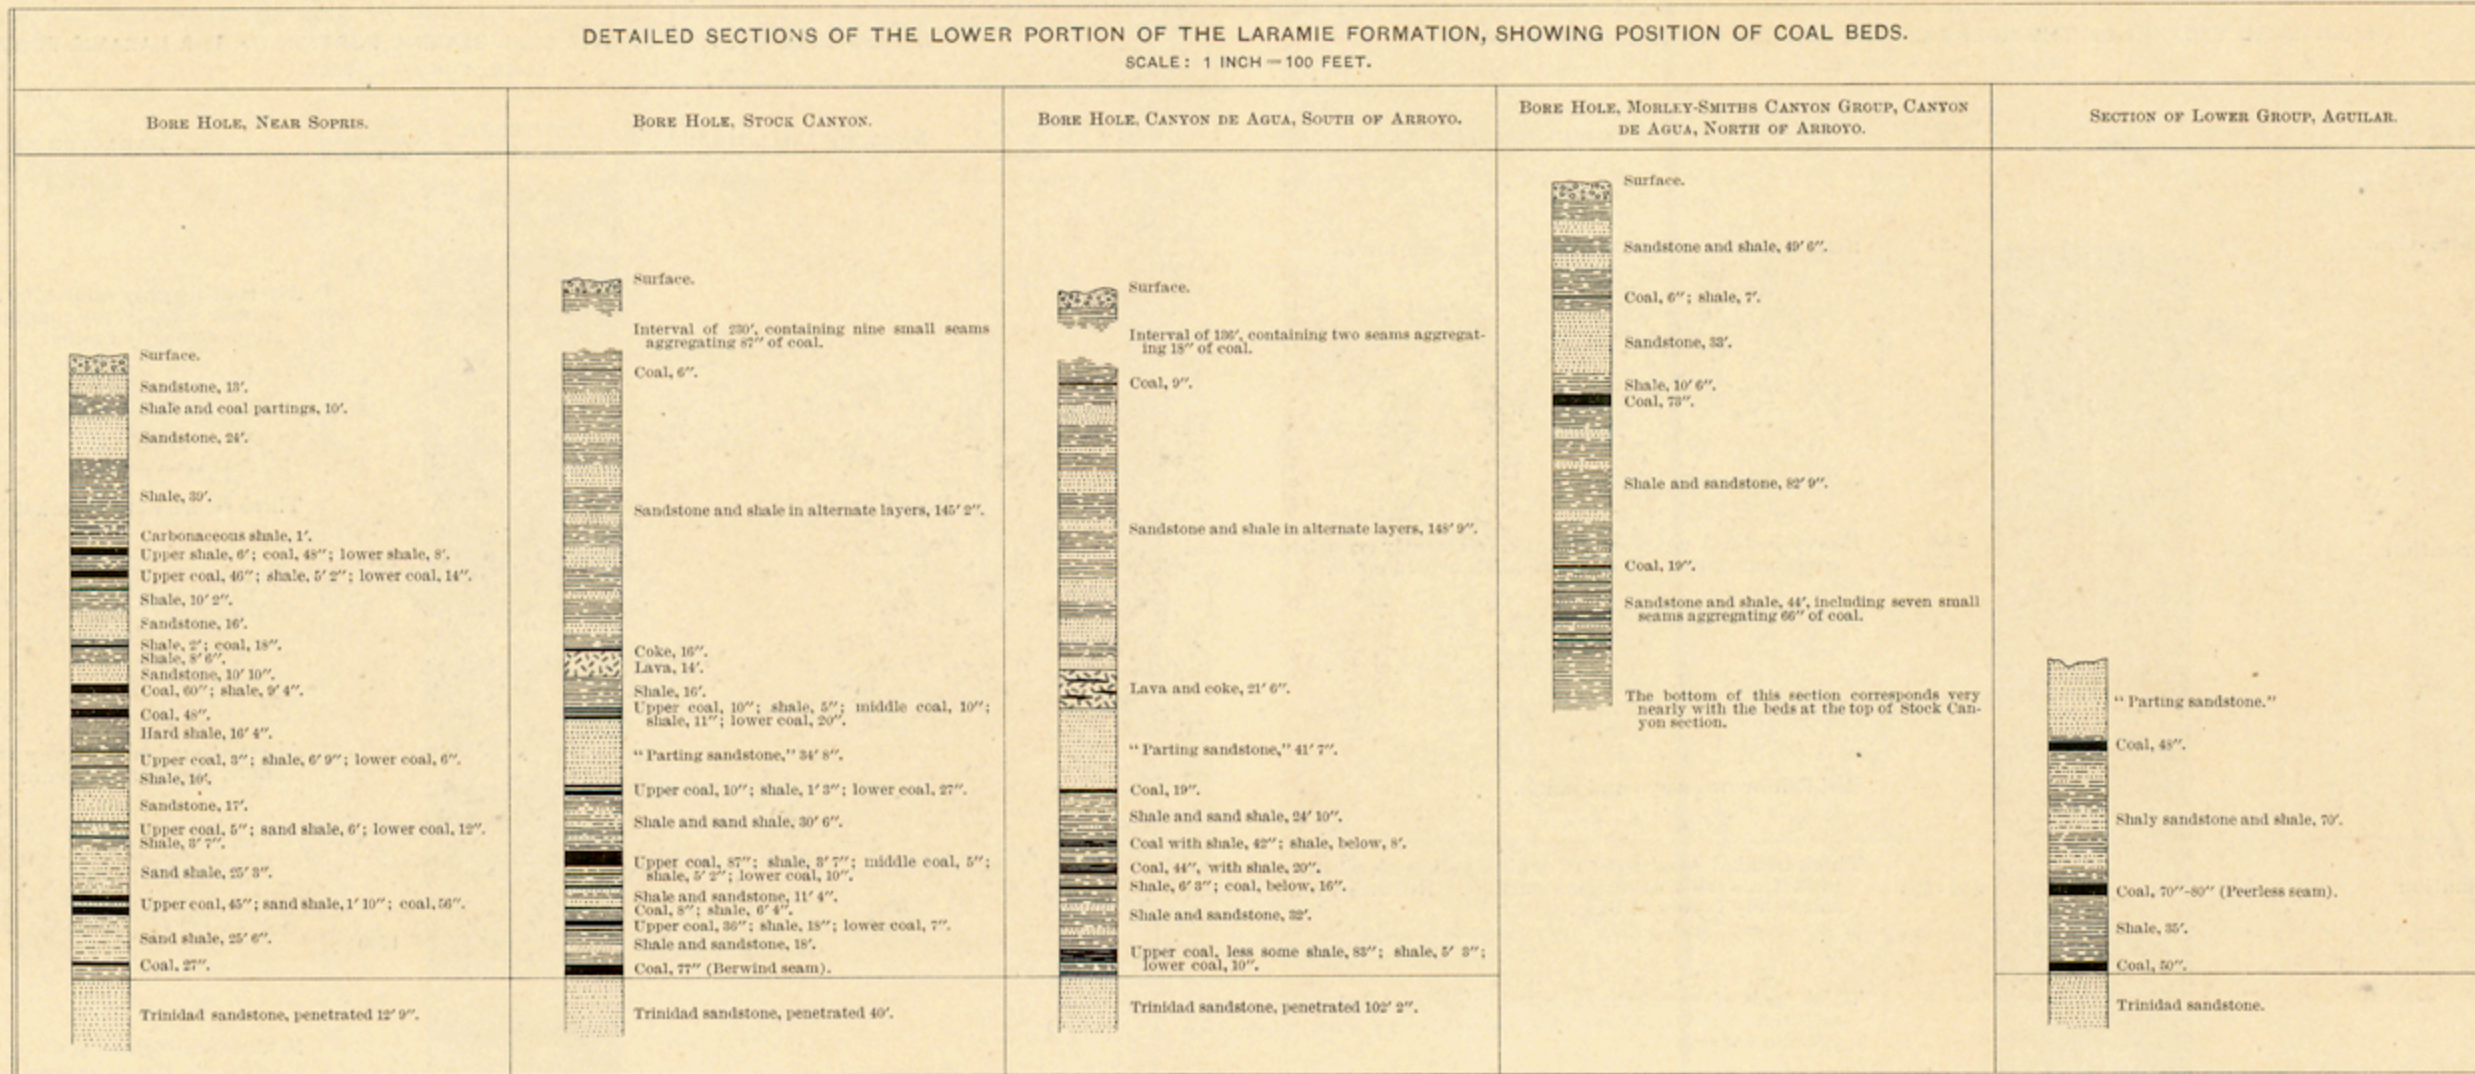 DETAILED SECTIONS OF THE LOWER PORTION OF THE LARAMIE FORMATION, SHOWING POSITION OF COAL BEDS.
SCALE: 1 INCH = 100 FEET.
BORE HOLE, NEAR SOPRIS.
Surface.
Sandstone, 13'.
Shale and coal partings, 10'.
Sandstone, 24'.
Shale, 39'.
Carbonaceous shale, 1'.
Upper shale, 6'; coal, 48"; lower shale, 8'.
Upper coal, 46"; shale, 5' 2"; lower coal, 14".
Shale, 10' 2".
Sandstone, 16'.
Shale, 2'; coal, 18".
Shale, 8' 6".
Sandstone, 10' 10".
Coal, 60"; shale, 9' 4".
Coal, 48".
Hard shale, 16' 4".
Upper coal, 3"; shale, 6' 9"; lower coal, 6".
Shale, 10'.
Sandstone, 17'.
Upper coal, 5"; sand shale, 6'; lower coal, 12".
Shale, 3' 7".
Sand shale, 25' 3".
Upper coal, 45"; sand shale, 1' 10"; coal, 56".
Sand shale, 25' 6".
Coal, 27".
Trinidad sandstone, penetrated 12' 9".
BORE HOLE, STOCK CANYON.
Surface.
Interval of 230', containing nine small seams
aggregating 87" of coal.
Coal, 6".
Sandstone and shale in alternate layers, 145' 2".
Coke, 16".
Lava, 14'.
Shale, 16'.
Upper coal, 10"; shale, 5"; middle coal, 10";
shale, 11"; lower coal, 20".
"Parting sandstone," 34' 8".
Upper coal, 10"; shale, 1' 3"; lower coal, 27".
Shale and sand shale, 30' 6".
Upper coal, 87"; shale, 3' 7"; middle coal, 5";
shale, 5' 2"; lower coal, 10".
Shale and sandstone, 11' 4".
Coal, 8"; shale, 6' 4".
Upper coal, 36"; shale, 18"; lower coal, 7".
Shale and sandstone, 18'.
Coal, 77" (Berwind seam).
Trinidad sandstone, penetrated 40'.
BORE HOLE, CANYON DE AGUA, SOUTH OF ARROYO.
Surface.
Interval of 136', containing two seams aggregat-
ing 18" of coal.
Coal, 9".
Sandstone and shale in alternate layers, 148' 9".
Lava and coke, 21' 6".
"Parting sandstone," 41' 7".
Coal, 19".
Shale and sand shale, 24' 10".
Coal with shale, 42"; shale, below, 8'.
Coal, 44", with shale, 20".
Shale, 6' 3"; coal, below, 16".
Shale and sandstone, 32'.
Upper coal, less some shale, 83"; shale, 5' 3";
lower coal, 10".
Trinidad sandstone, penetrated 102' 2".
BORE HOLE, MORLEY-SMITHS CANYON GROUP, CANYON
DE AGUA, NORTH OF ARROYO.
Surface.
Sandstone and shale, 49' 6".
Coal, 6"; shale, 7'.
Sandstone, 33'.
Shale, 10' 6".
Coal, 73".
Shale and sandstone, 82' 9".
Coal, 19".
Sandstone and shale, 44', including seven small
seams aggregating 66" of coal.
The bottom of this section corresponds very
nearly with the beds at the top of Stock Can-
yon section.
SECTION OF LOWER GROUP, AGUILAR.
"Parting sandstone."
Coal, 48".
Shaly sandstone and shale, 70'.
Coal, 70"-80" (Peerless seam).
Shale, 35'.
Coal, 50".
Trinidad sandstone.